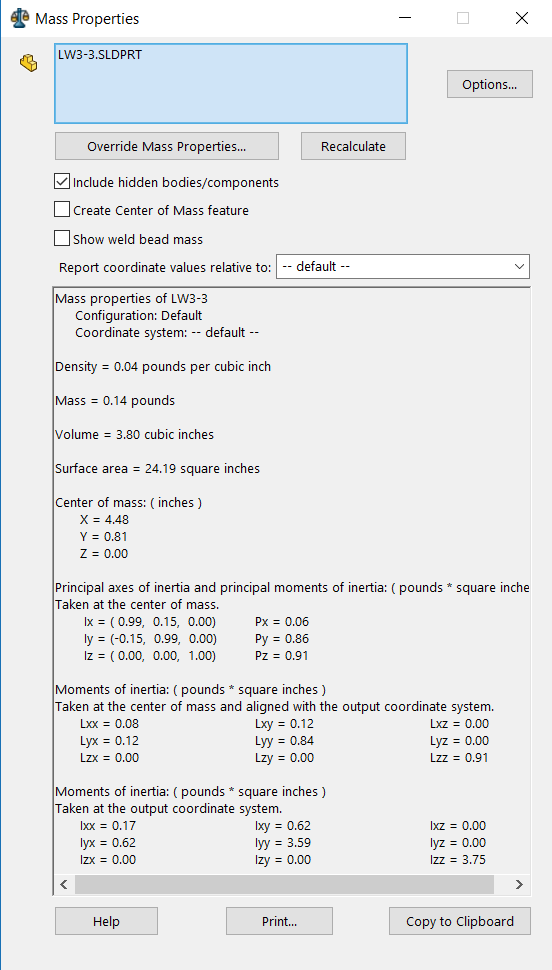 Mass Properties
LW3-3.SLDPRT
Options...
Override Mass Properties...
Recalculate
Include hidden bodies/components
Create Center of Mass feature
Show weld bead mass
Report coordinate values relative to: -- default --
Mass properties of LW3-3
Configuration: Default
Coordinate system: -- default --
Density = 0.04 pounds per cubic inch
Mass = 0.14 pounds
Volume = 3.80 cubic inches
Surface area = 24.19 square inches
Center of mass: ( inches )
X = 4.48
Y = 0.81
Z = 0.00
Principal axes of inertia and principal moments of inertia: ( pounds * square inche
Taken at the center of mass.
Ix = ( 0.99, 0.15, 0.00) Px = 0.06
Iy = (-0.15, 0.99, 0.00) Py = 0.86
Iz = ( 0.00, 0.00, 1.00) Pz = 0.91
Moments of inertia: ( pounds * square inches )
Taken at the center of mass and aligned with the output coordinate system.
Lxx = 0.08 Lxy = 0.12 Lxz = 0.00
Lyx = 0.12 Lyy = 0.84 Lyz = 0.00
Lzx = 0.00 Lzy = 0.00 Lzz = 0.91
Moments of inertia: ( pounds * square inches )
Taken at the output coordinate system.
Ixx = 0.17 Ixy = 0.62 Ixz = 0.00
Iyx = 0.62 Iyy = 3.59 Iyz = 0.00
Izx = 0.00 Izy = 0.00 Izz = 3.75
Help
Print...
Copy to Clipboard